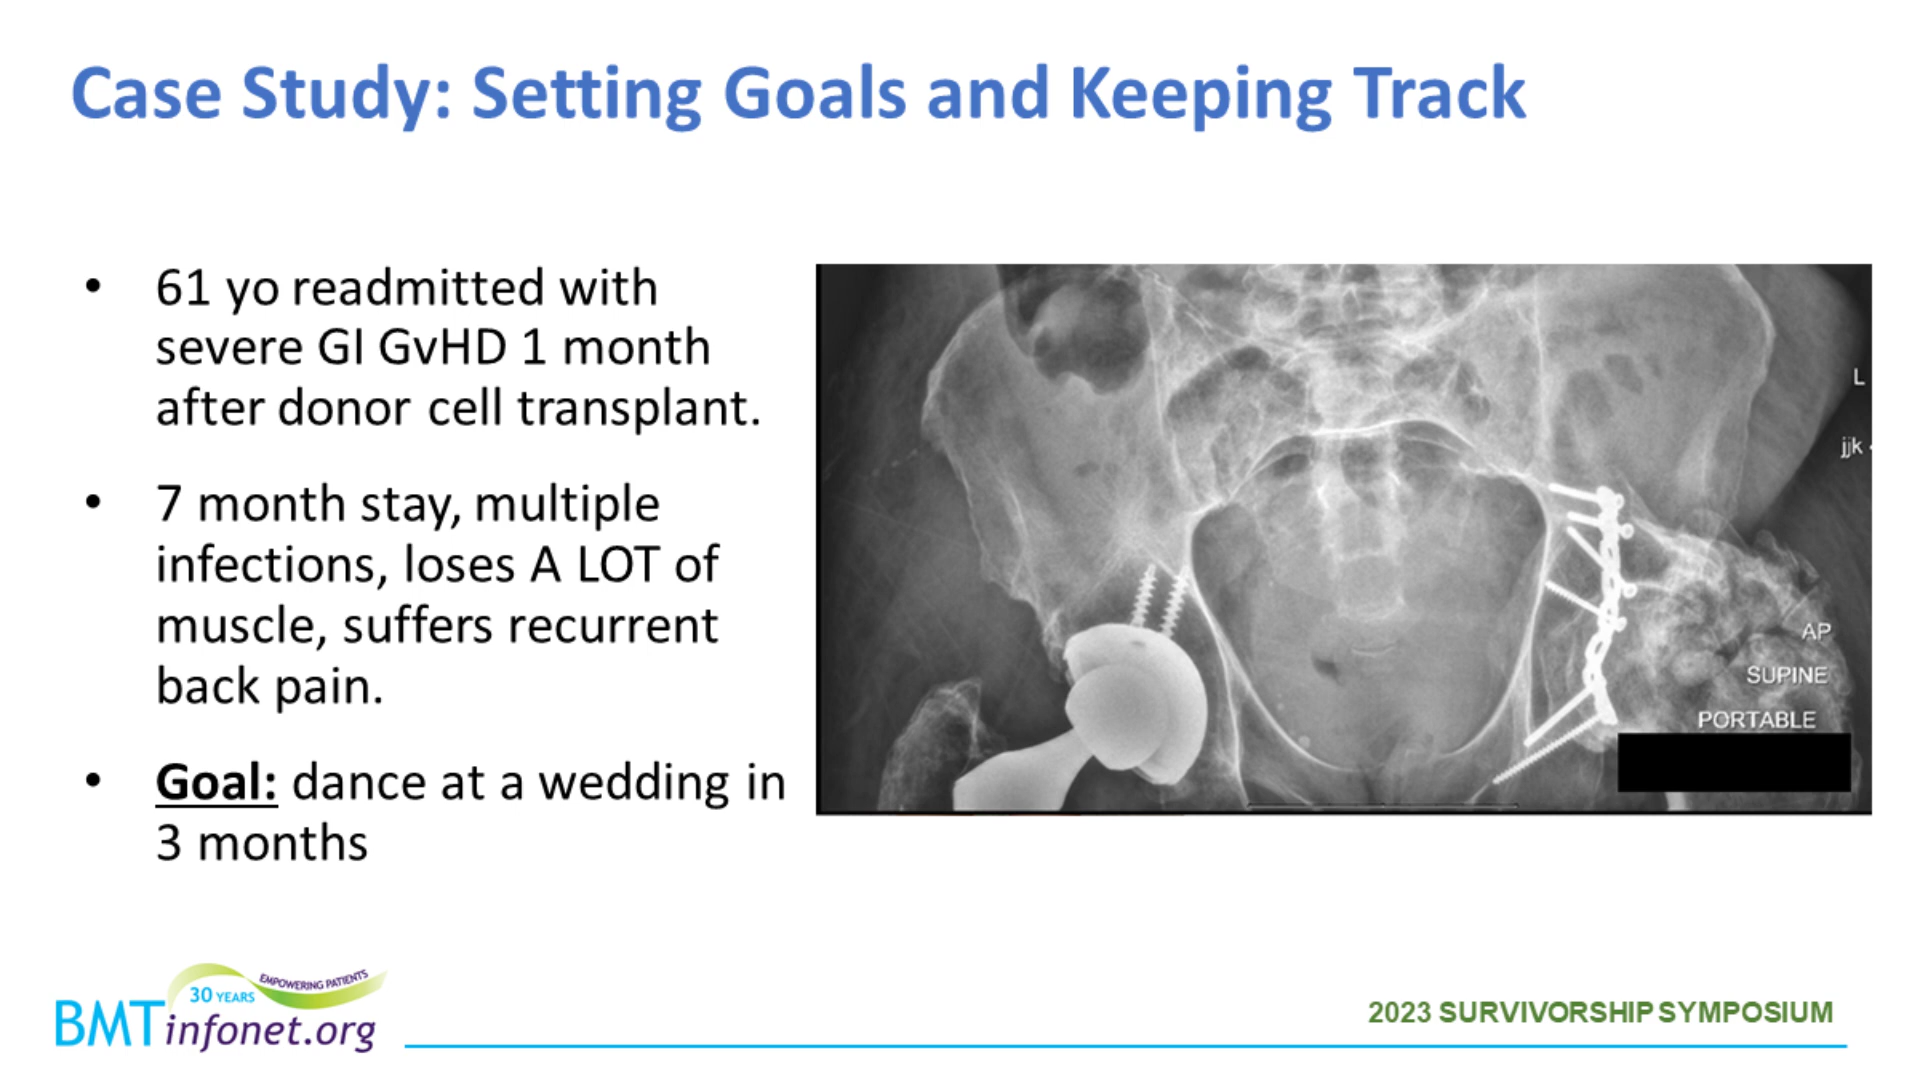 Case Study: Setting Goals and Keeping Track
• 61 yo readmitted with
severe GI GvHD 1 month
after donor cell transplant.
• 7 month stay, multiple
infections, loses A LOT of
muscle, suffers recurrent
back pain.
• Goal: dance at a wedding in
3 months
L
jjk
AP
SUPINE
PORTABLE
EMPOWERING PATIENTS
30 YEARS
BMT infonet.org
2023 SURVIVORSHIP SYMPOSIUM